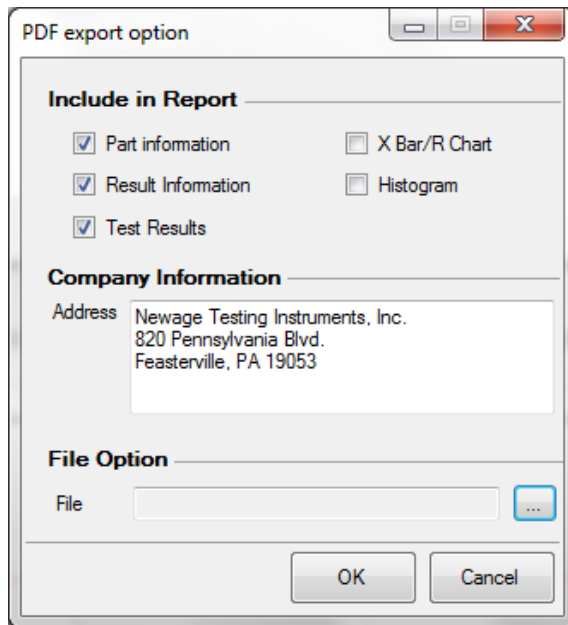 PDF export option
Include in Report
Part information
X Bar/R Chart
Result Information
Histogram
Test Results
Company Information
Address
Newage Testing Instruments, Inc.
820 Pennsylvania Blvd.
Feasterville, PA 19053
File Option
File
...
OK
Cancel